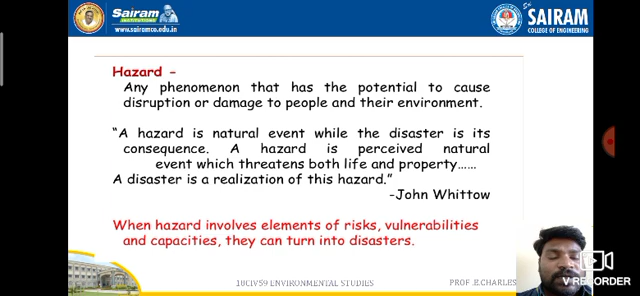 Sairam
INSTITUTIONS
www.sairamco.edu.in
SAIRAM
COLLEGE OF ENGINEERING
Hazard -
Any phenomenon that has the potential to cause
disruption or damage to people and their environment.
“A hazard is natural event while the disaster is its
consequence. A hazard is perceived natural
event which threatens both life and property……
A disaster is a realization of this hazard.”
-John Whittow
When hazard involves elements of risks, vulnerabilities
and capacities, they can turn into disasters.
18CIV59 ENVIRONMENTAL STUDIES
PROF.E.CHARLES
V RECORDER